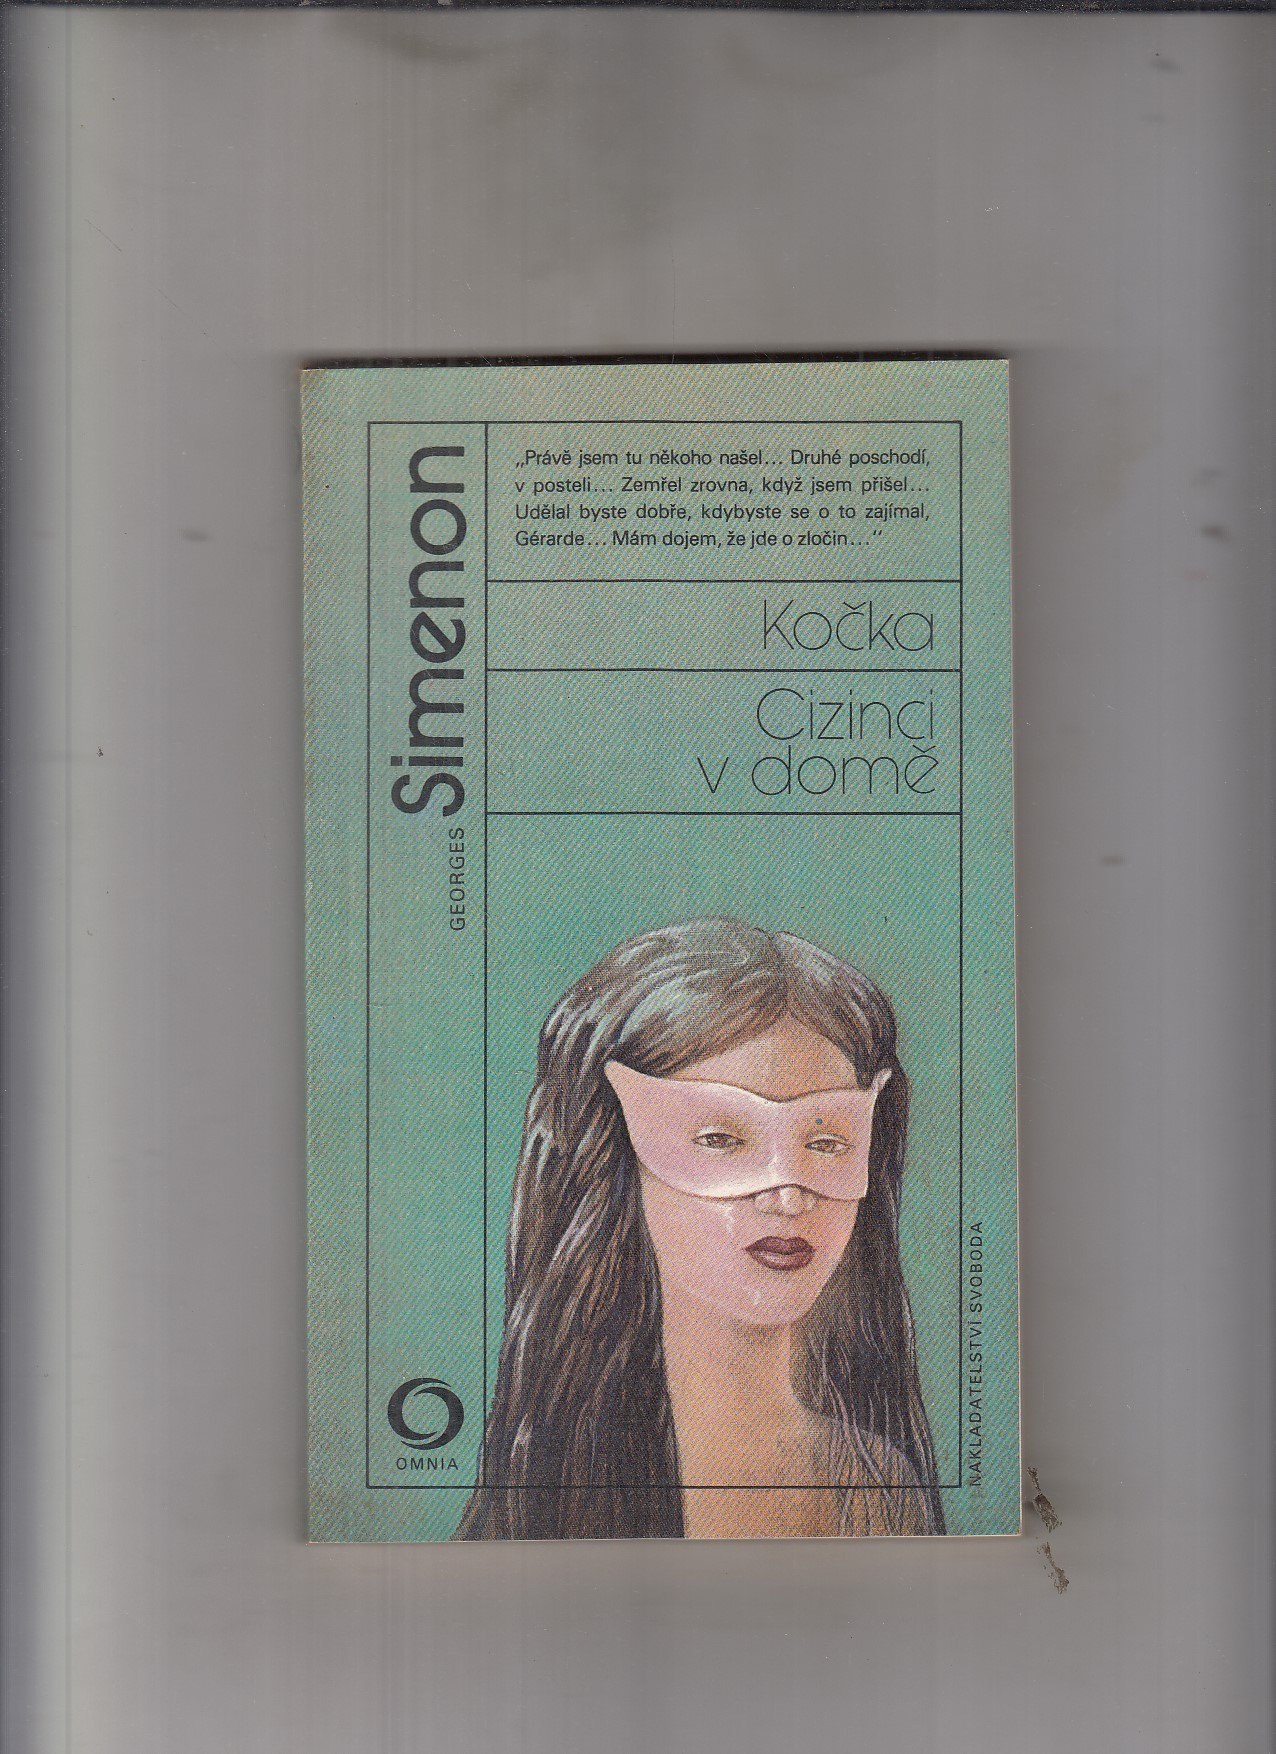 „Právě jsem tu někoho našel... Druhé poschodí,
v posteli... Zemřel zrovna, když jsem přišel...
Udělal byste dobře, kdybyste se o to zajímal,
Gérarde... Mám dojem, že jde o zločin...“
GEORGES Simenon
Kočka
Cizinci
v domě
OMNIA
NAKLADATELSTVÍ SVOBODA